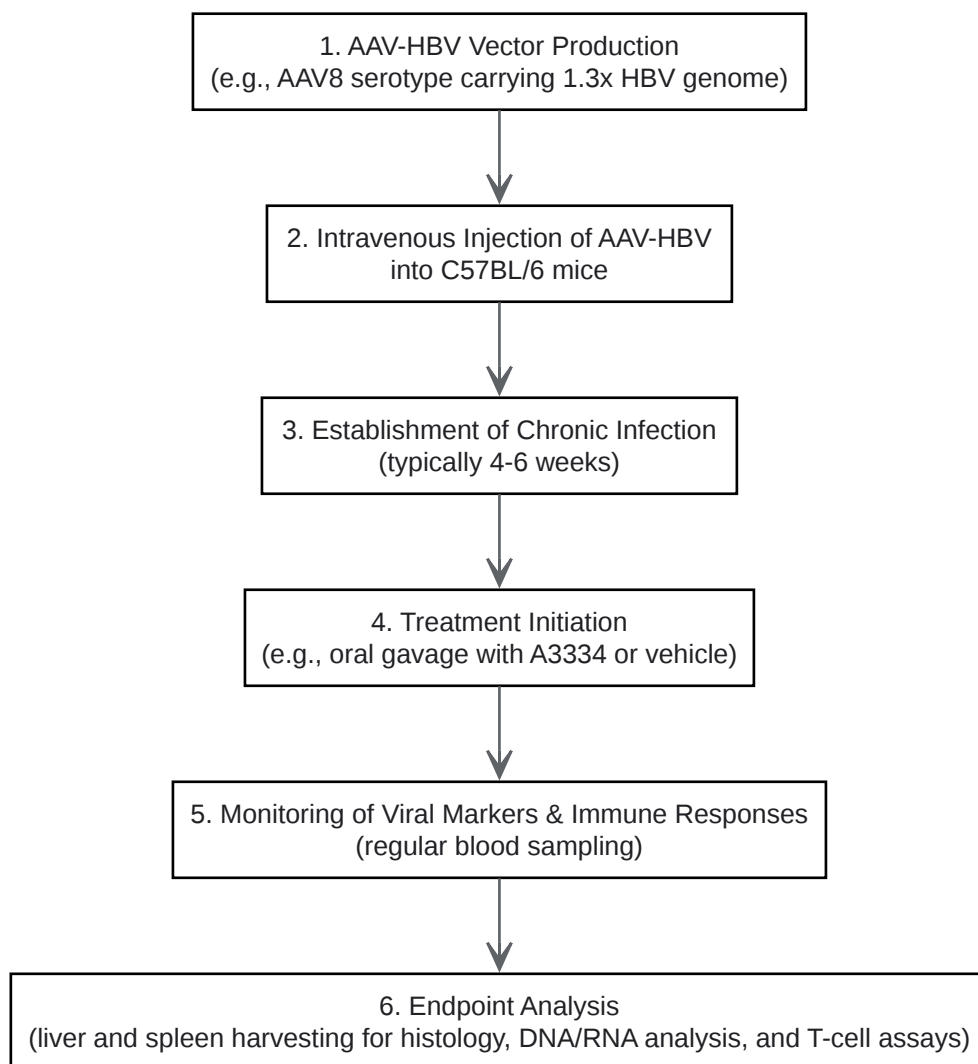 1. AAV-HBV Vector Production
(e.g., AAV8 serotype carrying 1.3x HBV genome)
2. Intravenous Injection of AAV-HBV
into C57BL/6 mice
3. Establishment of Chronic Infection
(typically 4-6 weeks)
4. Treatment Initiation
(e.g., oral gavage with A3334 or vehicle)
5. Monitoring of Viral Markers & Immune Responses
(regular blood sampling)
6. Endpoint Analysis
(liver and spleen harvesting for histology, DNA/RNA analysis, and T-cell assays)